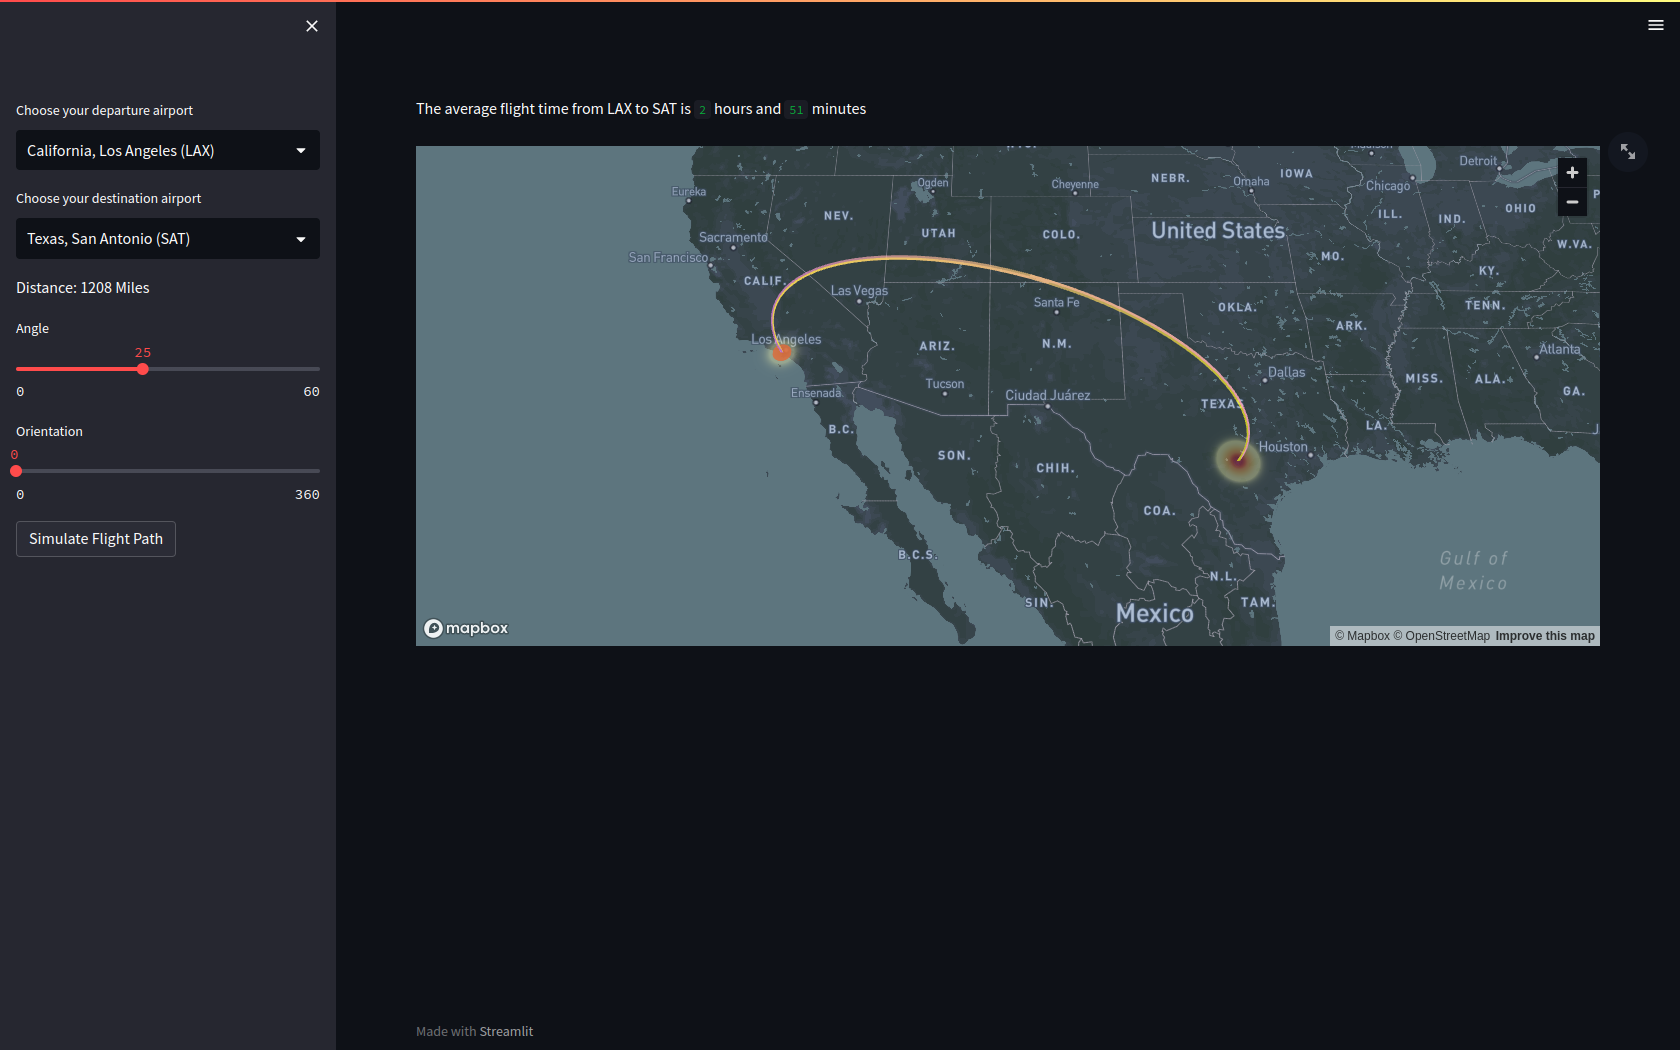 Choose your departure airport
California, Los Angeles (LAX)
Choose your destination airport
Texas, San Antonio (SAT)
Distance: 1208 Miles
Angle
25
0 60
Orientation
0
0 360
Simulate Flight Path
The average flight time from LAX to SAT is 2 hours and 51 minutes
Detroit
Eureka
Ogden
Cheyenne
NEBR.
Omaha
IOWA
Chicago
NEV.
UTAH
COLO.
United States
ILL.
IND.
OHIO
Sacramento
San Francisco
W.VA.
MO.
KY.
CALIF.
Las Vegas
Santa Fe
OKLA.
TENN.
Los Angeles
ARIZ.
N.M.
ARK.
Atlanta
Tucson
Dallas
MISS.
ALA.
GA.
Ensenada
Ciudad Juárez
TEXAS
B.C.
LA.
SON.
CHIH.
Houston
COA.
B.C.S.
N.L.
Gulf of
Mexico
SIN.
Mexico
TAM.
mapbox
© Mapbox © OpenStreetMap Improve this map
Made with Streamlit